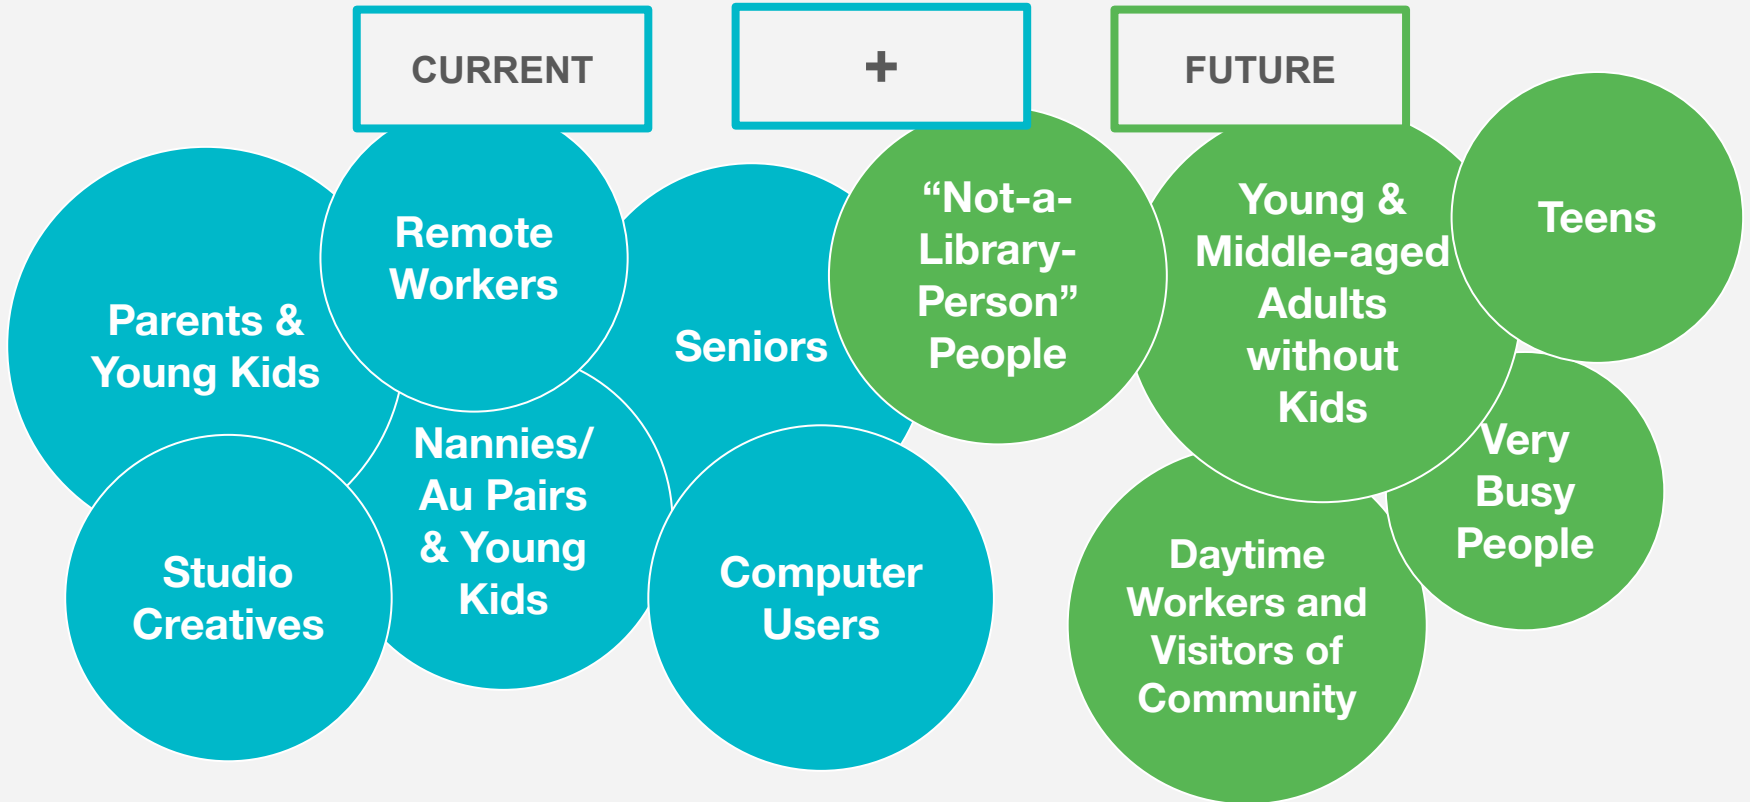 CURRENT
+
FUTURE
Parents &
Young Kids
Remote
Workers
Seniors
Nannies/
Au Pairs
& Young
Kids
Studio
Creatives
Computer
Users
“Not-a-
Library-
Person”
People
Young &
Middle-aged
Adults
without
Kids
Teens
Very
Busy
People
Daytime
Workers and
Visitors of
Community